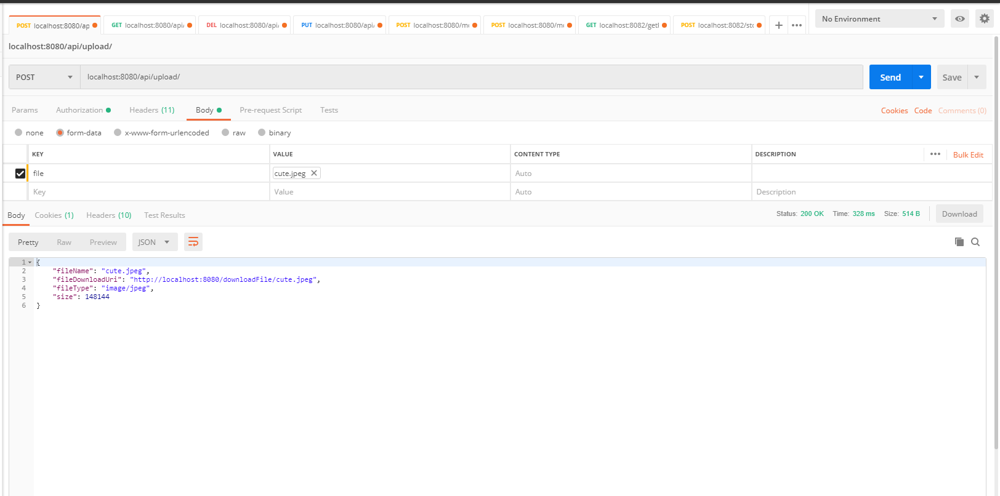 POST localhost:8080/ap GET localhost:8080/api/ DEL localhost:8080/api/ PUT localhost:8080/api/ POST localhost:8080/m POST localhost:8080/m GET localhost:8082/get POST localhost:8082/st + ••• No Environment
localhost:8080/api/upload/
POST localhost:8080/api/upload/ Send Save
Params Authorization Headers (11) Body Pre-request Script Tests Cookies Code Comments (0)
none form-data x-www-form-urlencoded raw binary
KEY VALUE CONTENT TYPE DESCRIPTION ••• Bulk Edit
file cute.jpeg X Auto
Key Value Auto Description
Body Cookies (1) Headers (10) Test Results Status: 200 OK Time: 328 ms Size: 514 B Download
Pretty Raw Preview JSON
1 {
2 "fileName": "cute.jpeg",
3 "fileDownloadUri": "http://localhost:8080/downloadFile/cute.jpeg",
4 "fileType": "image/jpeg",
5 "size": 148144
6 }